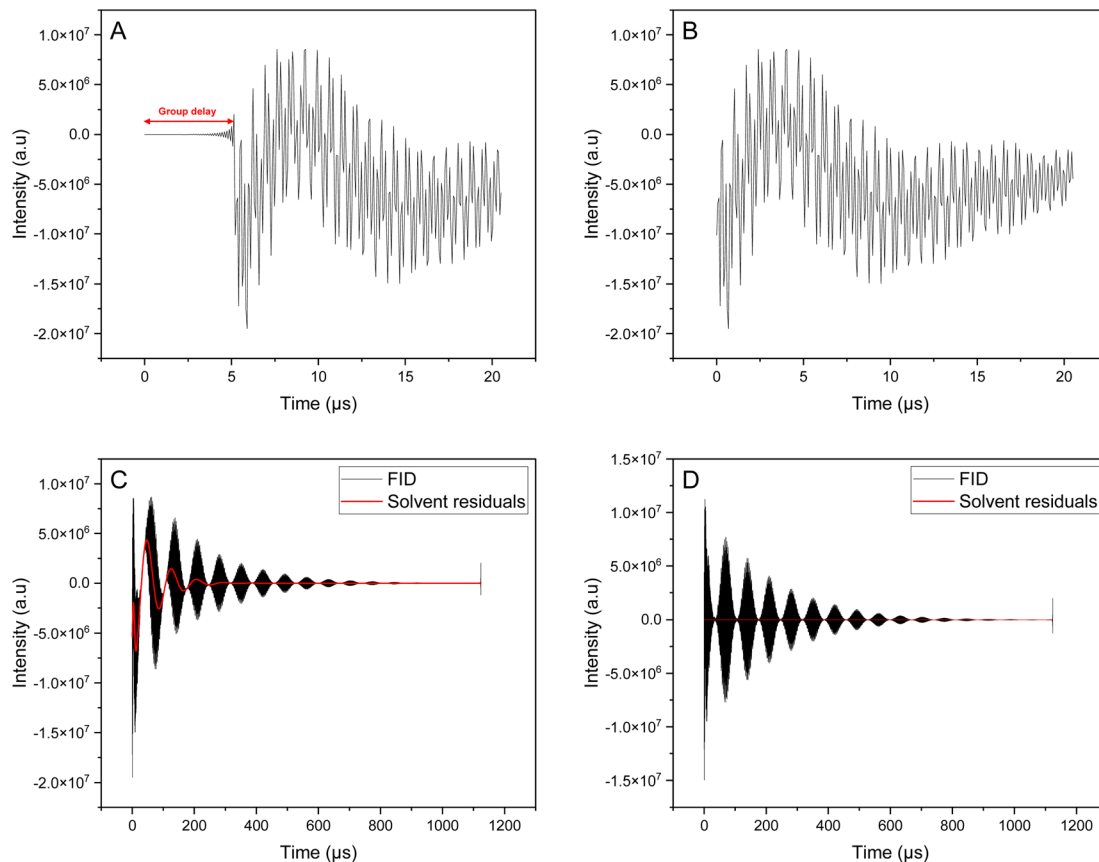 A
Group delay
1.0×10⁷
5.0×10⁶
0.0
-5.0×10⁶
-1.0×10⁷
-1.5×10⁷
-2.0×10⁷
Intensity (a.u)
0 5 10 15 20
Time (μs)
B
1.0×10⁷
5.0×10⁶
0.0
-5.0×10⁶
-1.0×10⁷
-1.5×10⁷
-2.0×10⁷
Intensity (a.u)
0 5 10 15 20
Time (μs)
C
FID
Solvent residuals
1.0×10⁷
5.0×10⁶
0.0
-5.0×10⁶
-1.0×10⁷
-1.5×10⁷
-2.0×10⁷
Intensity (a.u)
0 200 400 600 800 1000 1200
Time (μs)
D
FID
Solvent residuals
1.5×10⁷
1.0×10⁷
5.0×10⁶
0.0
-5.0×10⁶
-1.0×10⁷
-1.5×10⁷
Intensity (a.u)
0 200 400 600 800 1000 1200
Time (μs)